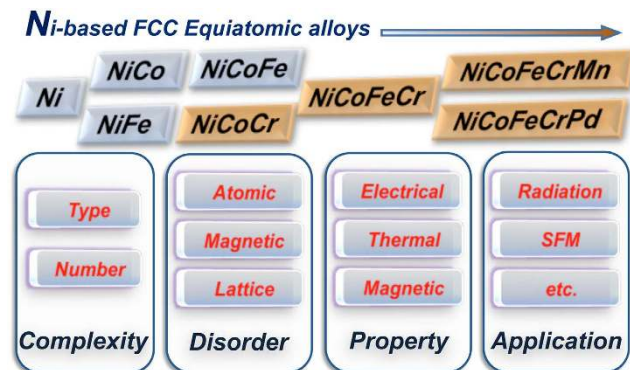 Ni-based FCC Equiatomic alloys
NiCo NiCoFe NiCoFeCrMn
Ni NiCoFeCr
NiFe NiCoCr NiCoFeCrPd
Type
Number
Complexity
Atomic
Magnetic
Lattice
Disorder
Electrical
Thermal
Magnetic
Property
Radiation
SFM
etc.
Application